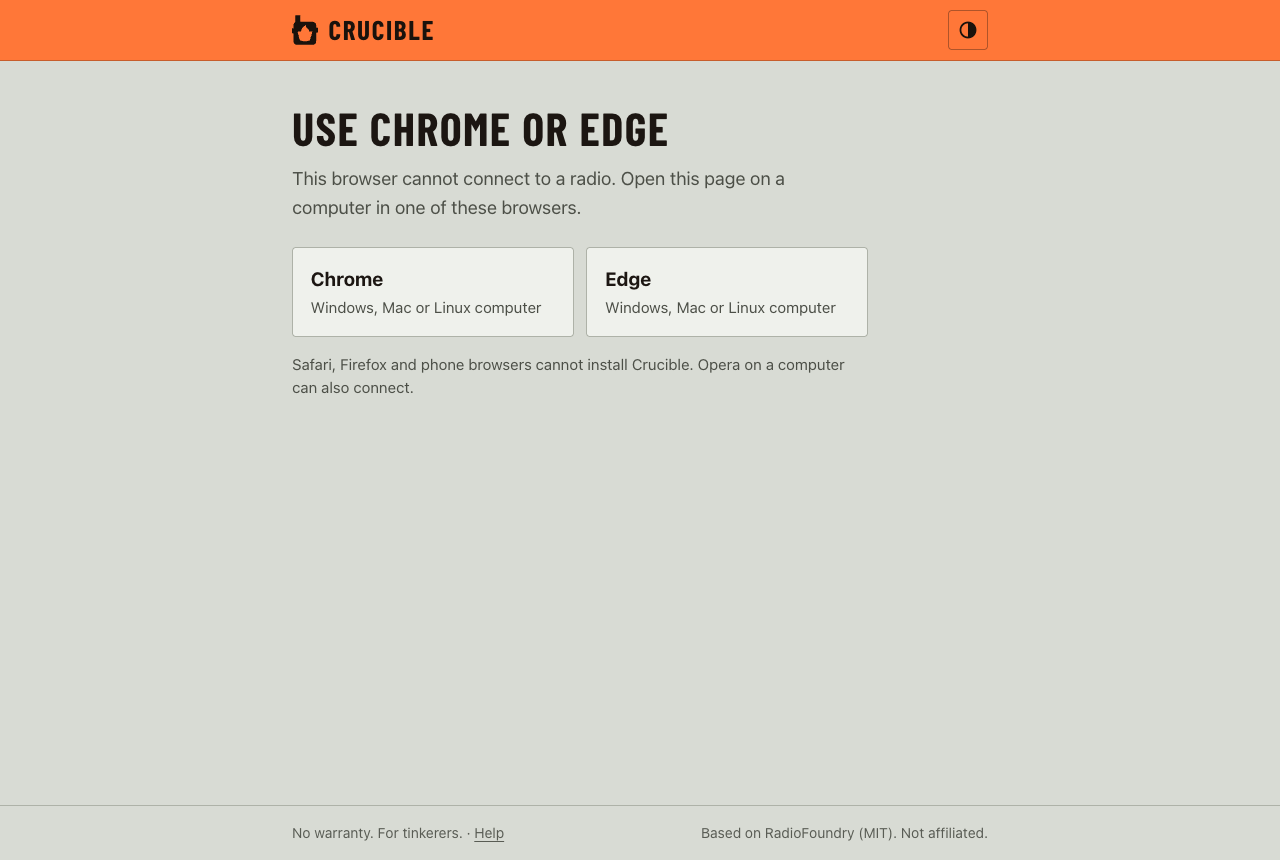 CRUCIBLE
USE CHROME OR EDGE
This browser cannot connect to a radio. Open this page on a
computer in one of these browsers.
Chrome
Windows, Mac or Linux computer
Edge
Windows, Mac or Linux computer
Safari, Firefox and phone browsers cannot install Crucible. Opera on a computer
can also connect.
No warranty. For tinkerers. · Help
Based on RadioFoundry (MIT). Not affiliated.